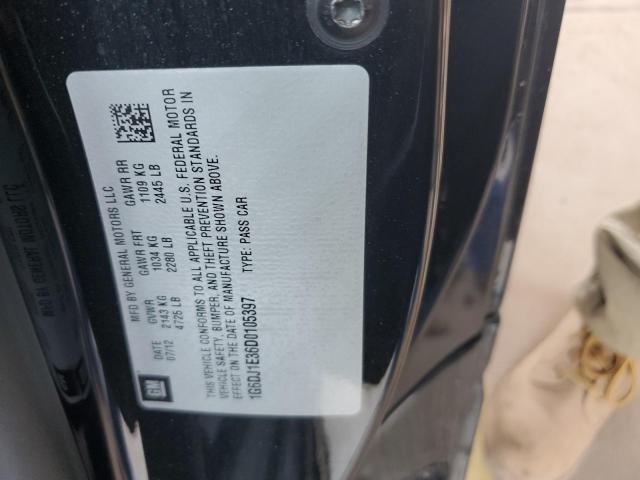 GM
MFD BY GENERAL MOTORS LLC
DATE GVWR GAWR FRT GAWR RR
07/12 2143 KG 1034 KG 1109 KG
4725 LB 2280 LB 2445 LB
THIS VEHICLE CONFORMS TO ALL APPLICABLE U.S. FEDERAL MOTOR
VEHICLE SAFETY, BUMPER, AND THEFT PREVENTION STANDARDS IN
EFFECT ON THE DATE OF MANUFACTURE SHOWN ABOVE.
1G6DJ1E36D0105397 TYPE: PASS CAR